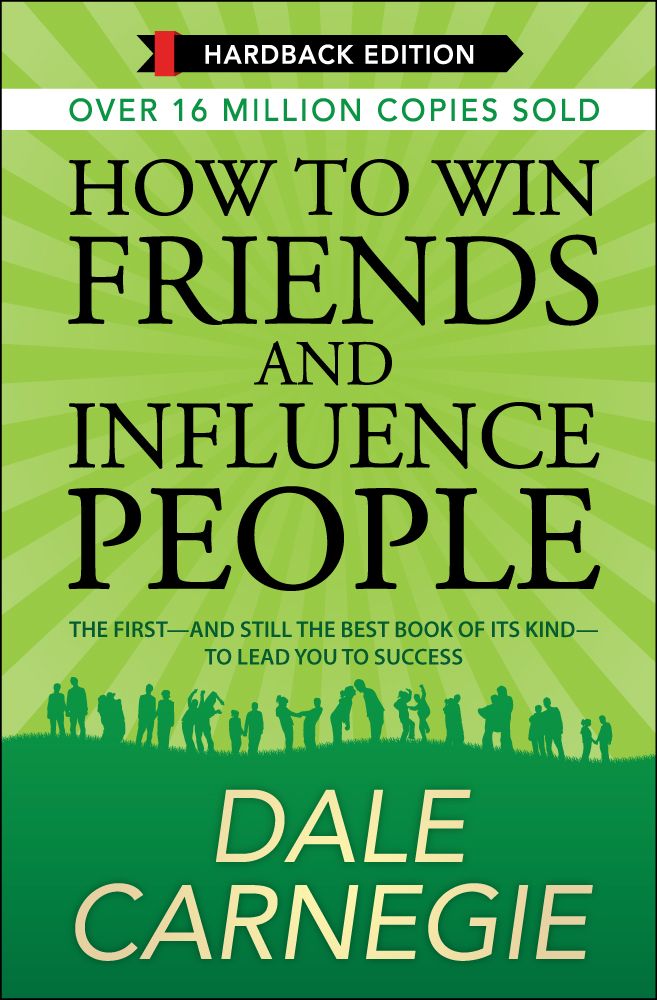 HARDBACK EDITION
OVER 16 MILLION COPIES SOLD
HOW TO WIN
FRIENDS
AND
INFLUENCE
PEOPLE
THE FIRST—AND STILL THE BEST BOOK OF ITS KIND—
TO LEAD YOU TO SUCCESS
DALE
CARNEGIE